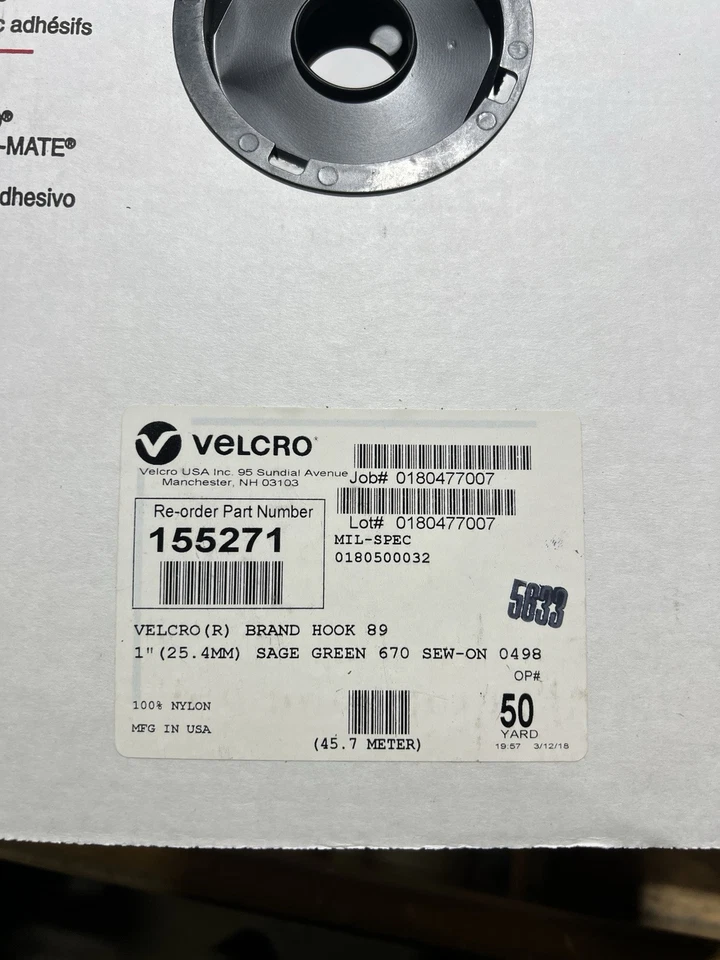 c adhésifs
®
-MATE®
dhesivo
VELCRO®
Velcro USA Inc. 95 Sundial Avenue
Manchester, NH 03103
Job# 0180477007
Lot# 0180477007
Re-order Part Number
155271
MIL-SPEC
0180500032
5633
VELCRO(R) BRAND HOOK 89
1"(25.4MM) SAGE GREEN 670 SEW-ON 0498
OP#
100% NYLON
MFG IN USA
(45.7 METER)
50
YARD
19:57 3/12/18